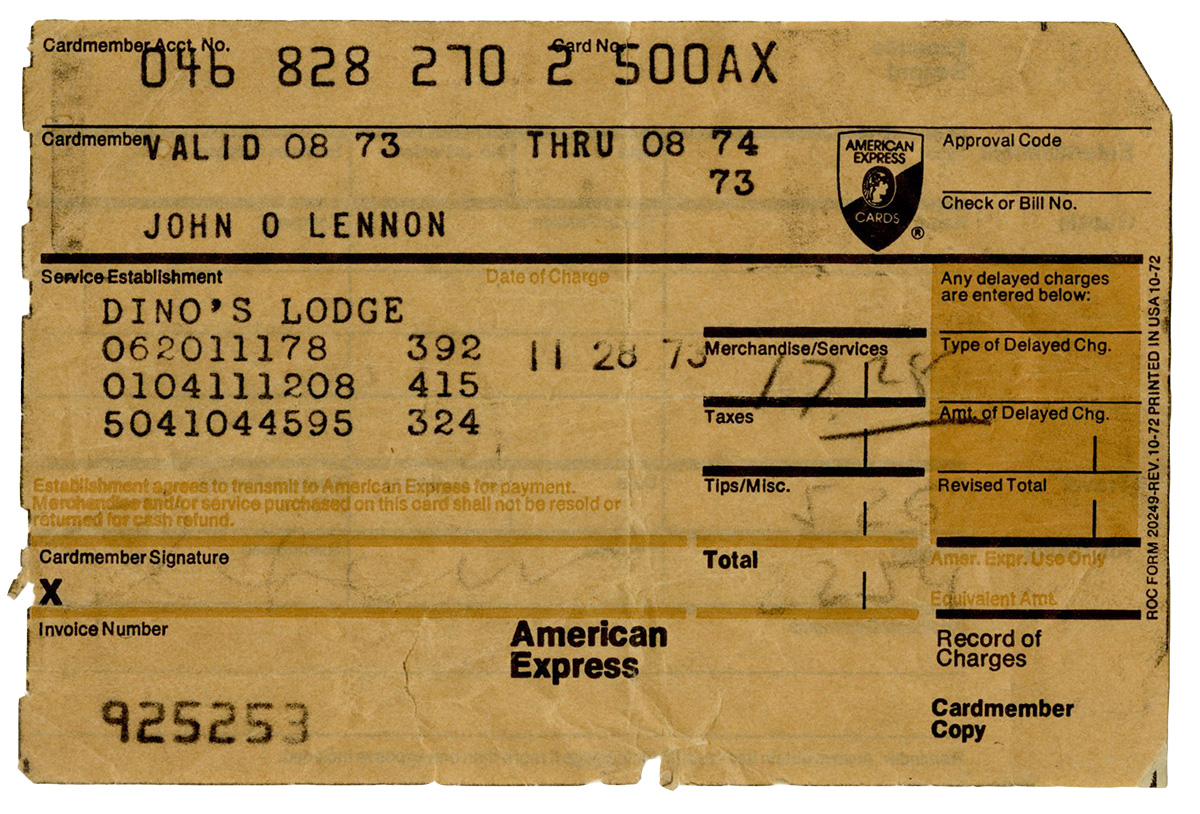 Cardmember Acct. No. Card No.
046 828 270 2 500AX
Cardmember VALID 08 73 THRU 08 74
73
JOHN O LENNON
AMERICAN
EXPRESS
CARDS ®
Approval Code
Check or Bill No.
Service Establishment
Date of Charge
DINO'S LODGE
062011178 392
0104111208 415
5041044595 324
11 28 73
Merchandise/Services
17.28
Taxes
Tips/Misc.
Total
Any delayed charges
are entered below:
Type of Delayed Chg.
Amt. of Delayed Chg.
Revised Total
Amer. Expr. Use Only
Equivalent Amt.
Establishment agrees to transmit to American Express for payment.
Merchandise and/or service purchased on this card shall not be resold or
returned for cash refund.
Cardmember Signature
X
Invoice Number
925253
American
Express
Record of
Charges
Cardmember
Copy
ROC FORM 20249-REV. 10-72 PRINTED IN USA 10-72